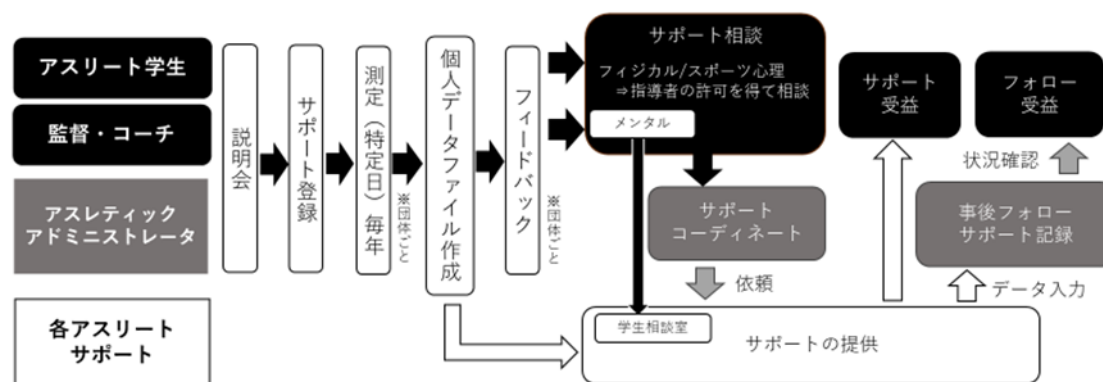 アスリート学生
監督・コーチ
アスレティック
アドミニストレータ
各アスリート
サポート
説明会
サポート登録
測定（特定日）毎年
※団体ごと
個人データファイル作成
フィードバック
※団体ごと
サポート相談
フィジカル/スポーツ心理
⇒指導者の許可を得て相談
メンタル
サポート
コーディネート
依頼
学生相談室
サポートの提供
サポート
受益
フォロー
受益
状況確認
事後フォロー
サポート記録
データ入力